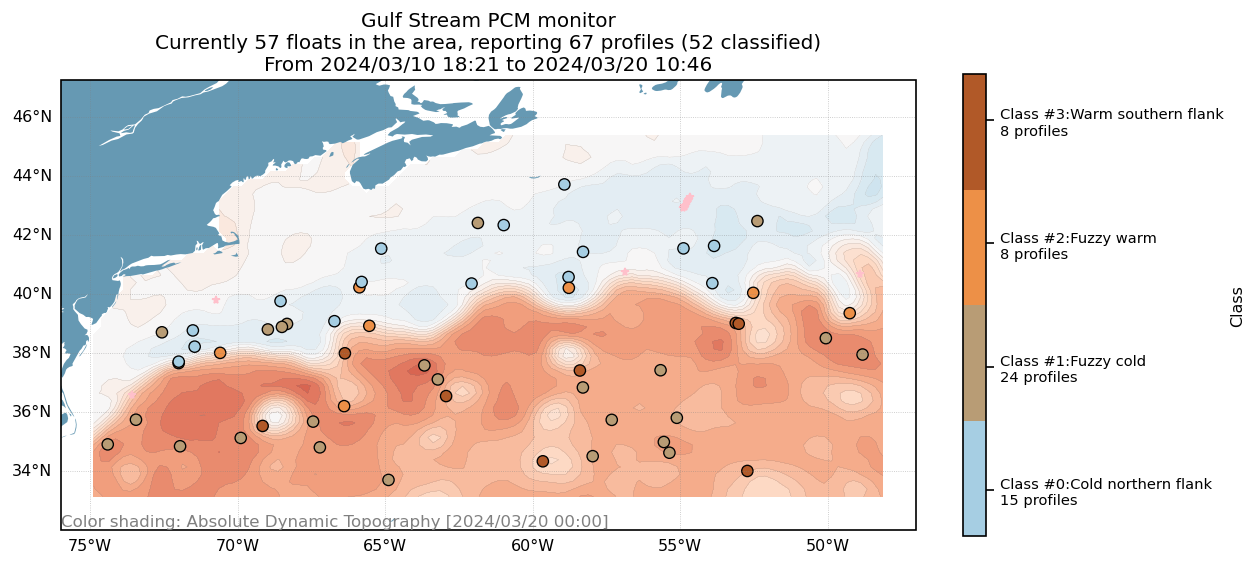 Gulf Stream PCM monitor
Currently 57 floats in the area, reporting 67 profiles (52 classified)
From 2024/03/10 18:21 to 2024/03/20 10:46
46°N
44°N
42°N
40°N
38°N
36°N
34°N
Color shading: Absolute Dynamic Topography [2024/03/20 00:00]
75°W
70°W
65°W
60°W
55°W
50°W
Class #3:Warm southern flank
8 profiles
Class #2:Fuzzy warm
8 profiles
Class #1:Fuzzy cold
24 profiles
Class #0:Cold northern flank
15 profiles
Class